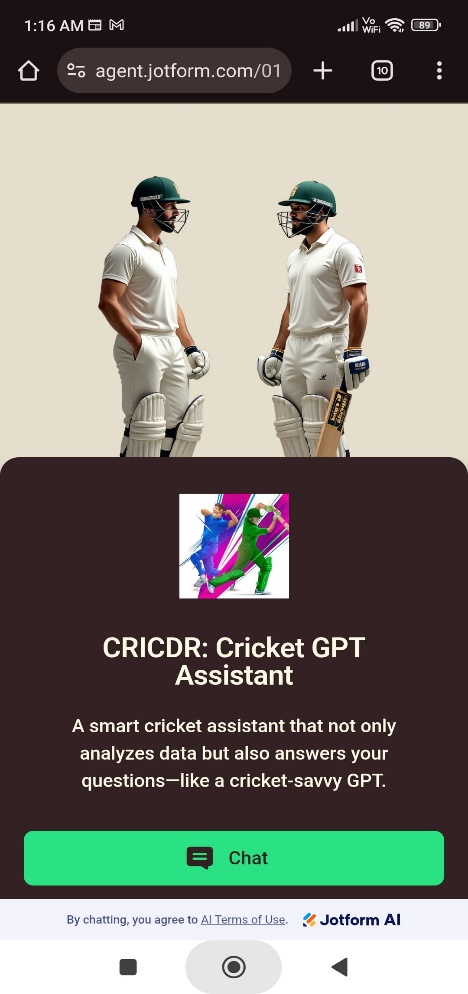 1:16 AM Vo WiFi 89
agent.jotform.com/01 10
CRICDR: Cricket GPT
Assistant
A smart cricket assistant that not only
analyzes data but also answers your
questions—like a cricket-savvy GPT.
Chat
By chatting, you agree to AI Terms of Use. Jotform AI